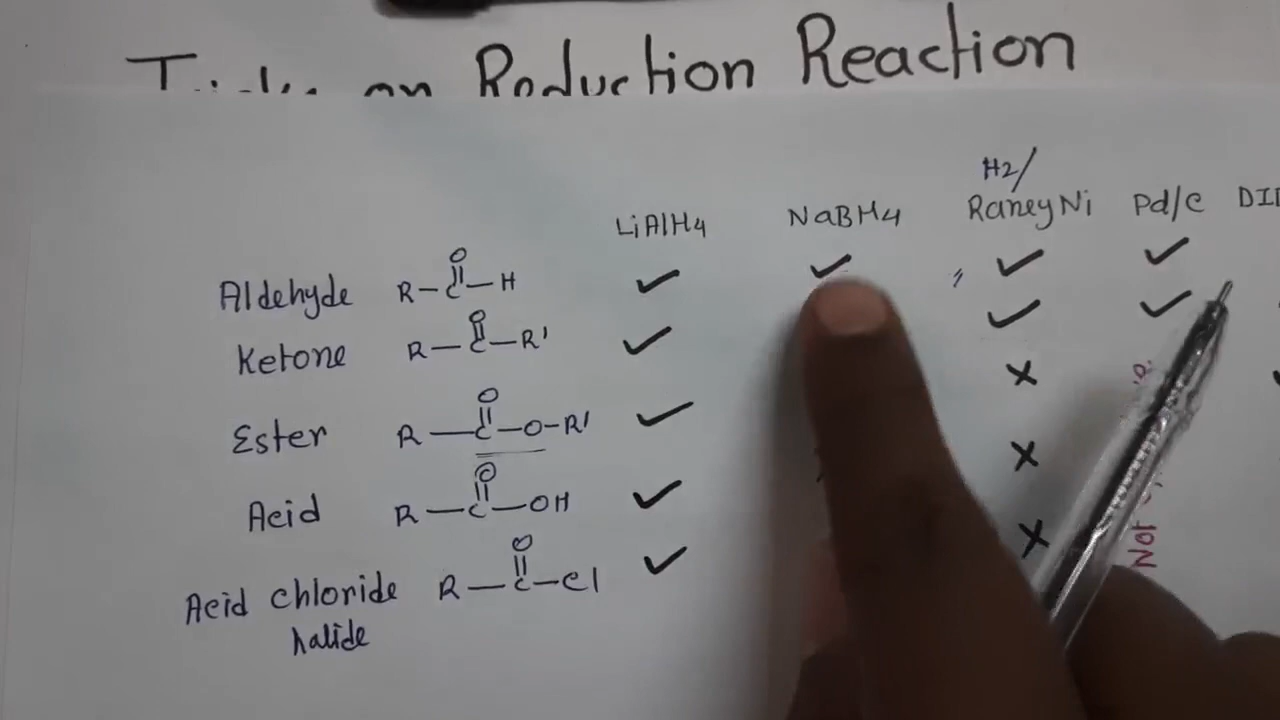 Reduction Reaction
H2/
LiAlH4 NaBH4 Raney Ni Pd/C
Aldehyde R-C-H ✓ ✓ ✓ ✓
O
Ketone R-C-R' ✓ ✓ ✓
O
Ester R-C-O-R' ✓ ×
O
Acid R-C-OH ✓ ×
O
Acid chloride R-C-Cl ✓ ×
O
halide
Not